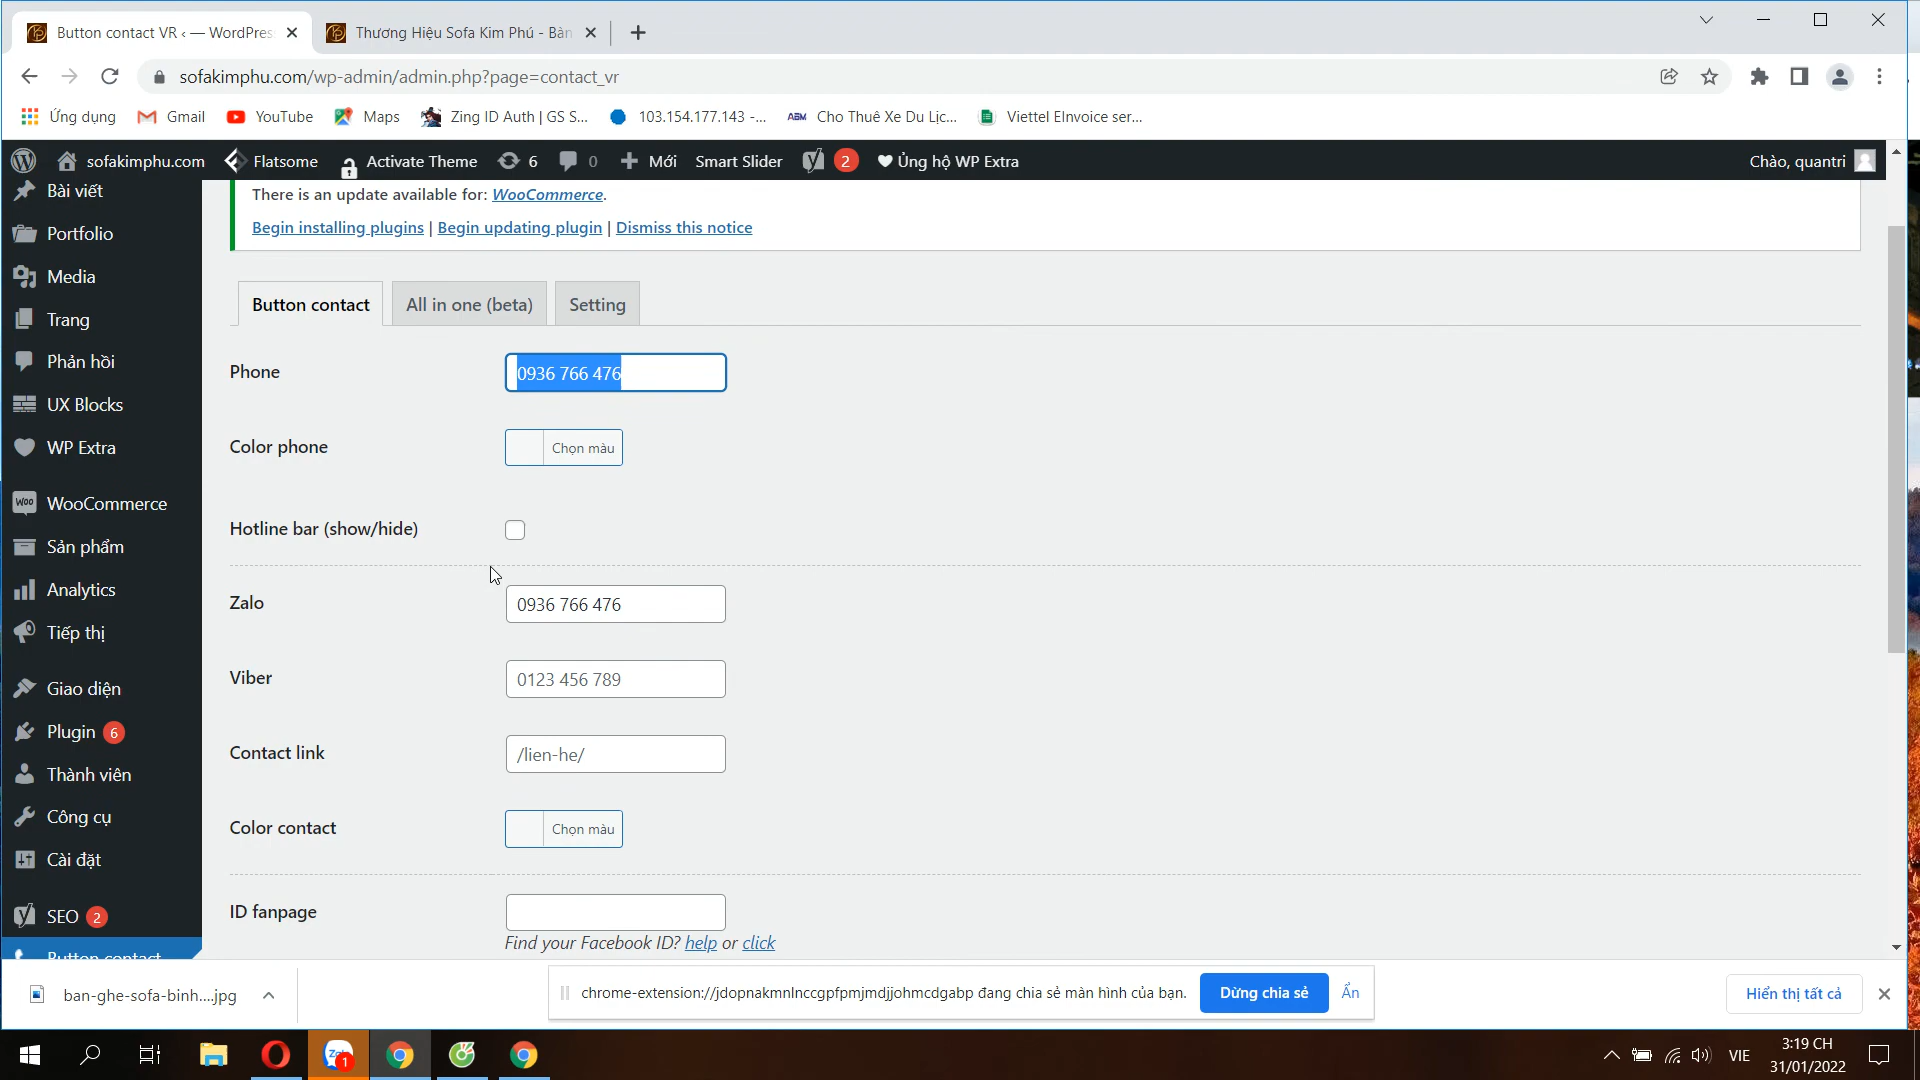 Button contact VR ‹ — WordPres
Thương Hiệu Sofa Kim Phú - Bàn
sofakimphu.com/wp-admin/admin.php?page=contact_vr
Ứng dụng
Gmail
YouTube
Maps
Zing ID Auth | GS S...
103.154.177.143 -...
Cho Thuê Xe Du Lịc...
Viettel EInvoice ser...
sofakimphu.com
Flatsome
Activate Theme
6
0
Mới
Smart Slider
2
Ủng hộ WP Extra
Chào, quantri
Bài viết
Portfolio
Media
Trang
Phản hồi
UX Blocks
WP Extra
WooCommerce
Sản phẩm
Analytics
Tiếp thị
Giao diện
Plugin 6
Thành viên
Công cụ
Cài đặt
SEO 2
Button contact
There is an update available for: WooCommerce.
Begin installing plugins | Begin updating plugin | Dismiss this notice
Button contact
All in one (beta)
Setting
Phone
0936 766 476
Color phone
Chọn màu
Hotline bar (show/hide)
Zalo
0936 766 476
Viber
0123 456 789
Contact link
/lien-he/
Color contact
Chọn màu
ID fanpage
Find your Facebook ID? help or click
ban-ghe-sofa-binh....jpg
chrome-extension://jdopnakmnlnccgpfpmjmdjjohmcdgabp đang chia sẻ màn hình của bạn.
Dừng chia sẻ
Ẩn
Hiển thị tất cả
1
VIE
3:19 CH
31/01/2022